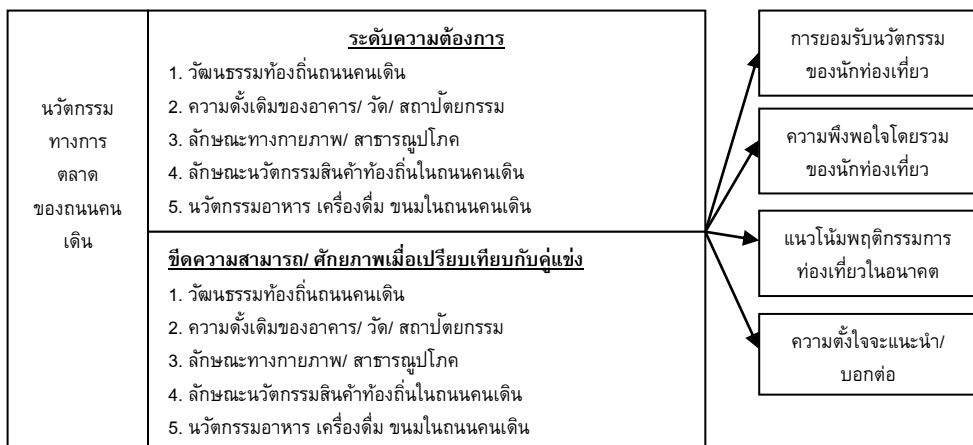 นวัตกรรม
ทางการ
ตลาด
ของถนนคน
เดิน
ระดับความต้องการ
1. วัฒนธรรมท้องถิ่นถนนคนเดิน
2. ความดั้งเดิมของอาคาร/ วัด/ สถาปัตยกรรม
3. ลักษณะทางกายภาพ/ สาธารณูปโภค
4. ลักษณะนวัตกรรมสินค้าท้องถิ่นในถนนคนเดิน
5. นวัตกรรมอาหาร เครื่องดื่ม ขนมในถนนคนเดิน
ขีดความสามารถ/ ศักยภาพเมื่อเปรียบเทียบกับคู่แข่ง
1. วัฒนธรรมท้องถิ่นถนนคนเดิน
2. ความดั้งเดิมของอาคาร/ วัด/ สถาปัตยกรรม
3. ลักษณะทางกายภาพ/ สาธารณูปโภค
4. ลักษณะนวัตกรรมสินค้าท้องถิ่นในถนนคนเดิน
5. นวัตกรรมอาหาร เครื่องดื่ม ขนมในถนนคนเดิน
การยอมรับนวัตกรรม
ของนักท่องเที่ยว
ความพึงพอใจโดยรวม
ของนักท่องเที่ยว
แนวโน้มพฤติกรรมการ
ท่องเที่ยวในอนาคต
ความตั้งใจจะแนะนำ/
บอกต่อ